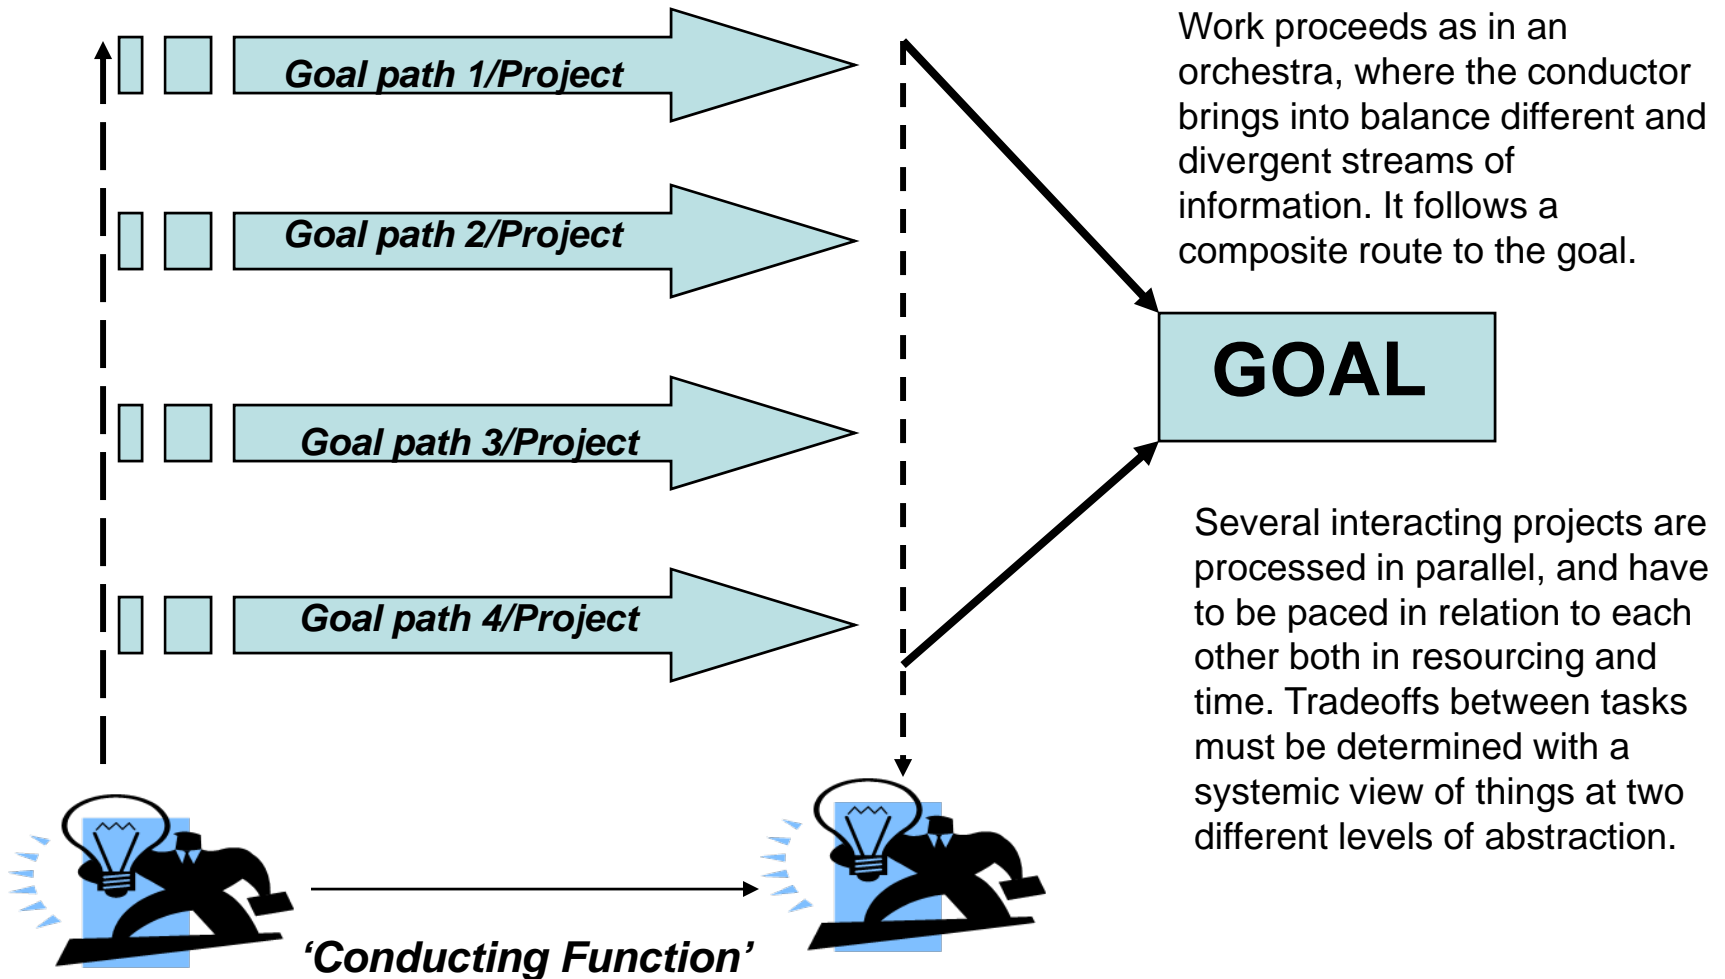 Goal path 1/Project
Goal path 2/Project
Goal path 3/Project
Goal path 4/Project
‘Conducting Function’
Work proceeds as in an
orchestra, where the conductor
brings into balance different and
divergent streams of
information. It follows a
composite route to the goal.
GOAL
Several interacting projects are
processed in parallel, and have
to be paced in relation to each
other both in resourcing and
time. Tradeoffs between tasks
must be determined with a
systemic view of things at two
different levels of abstraction.